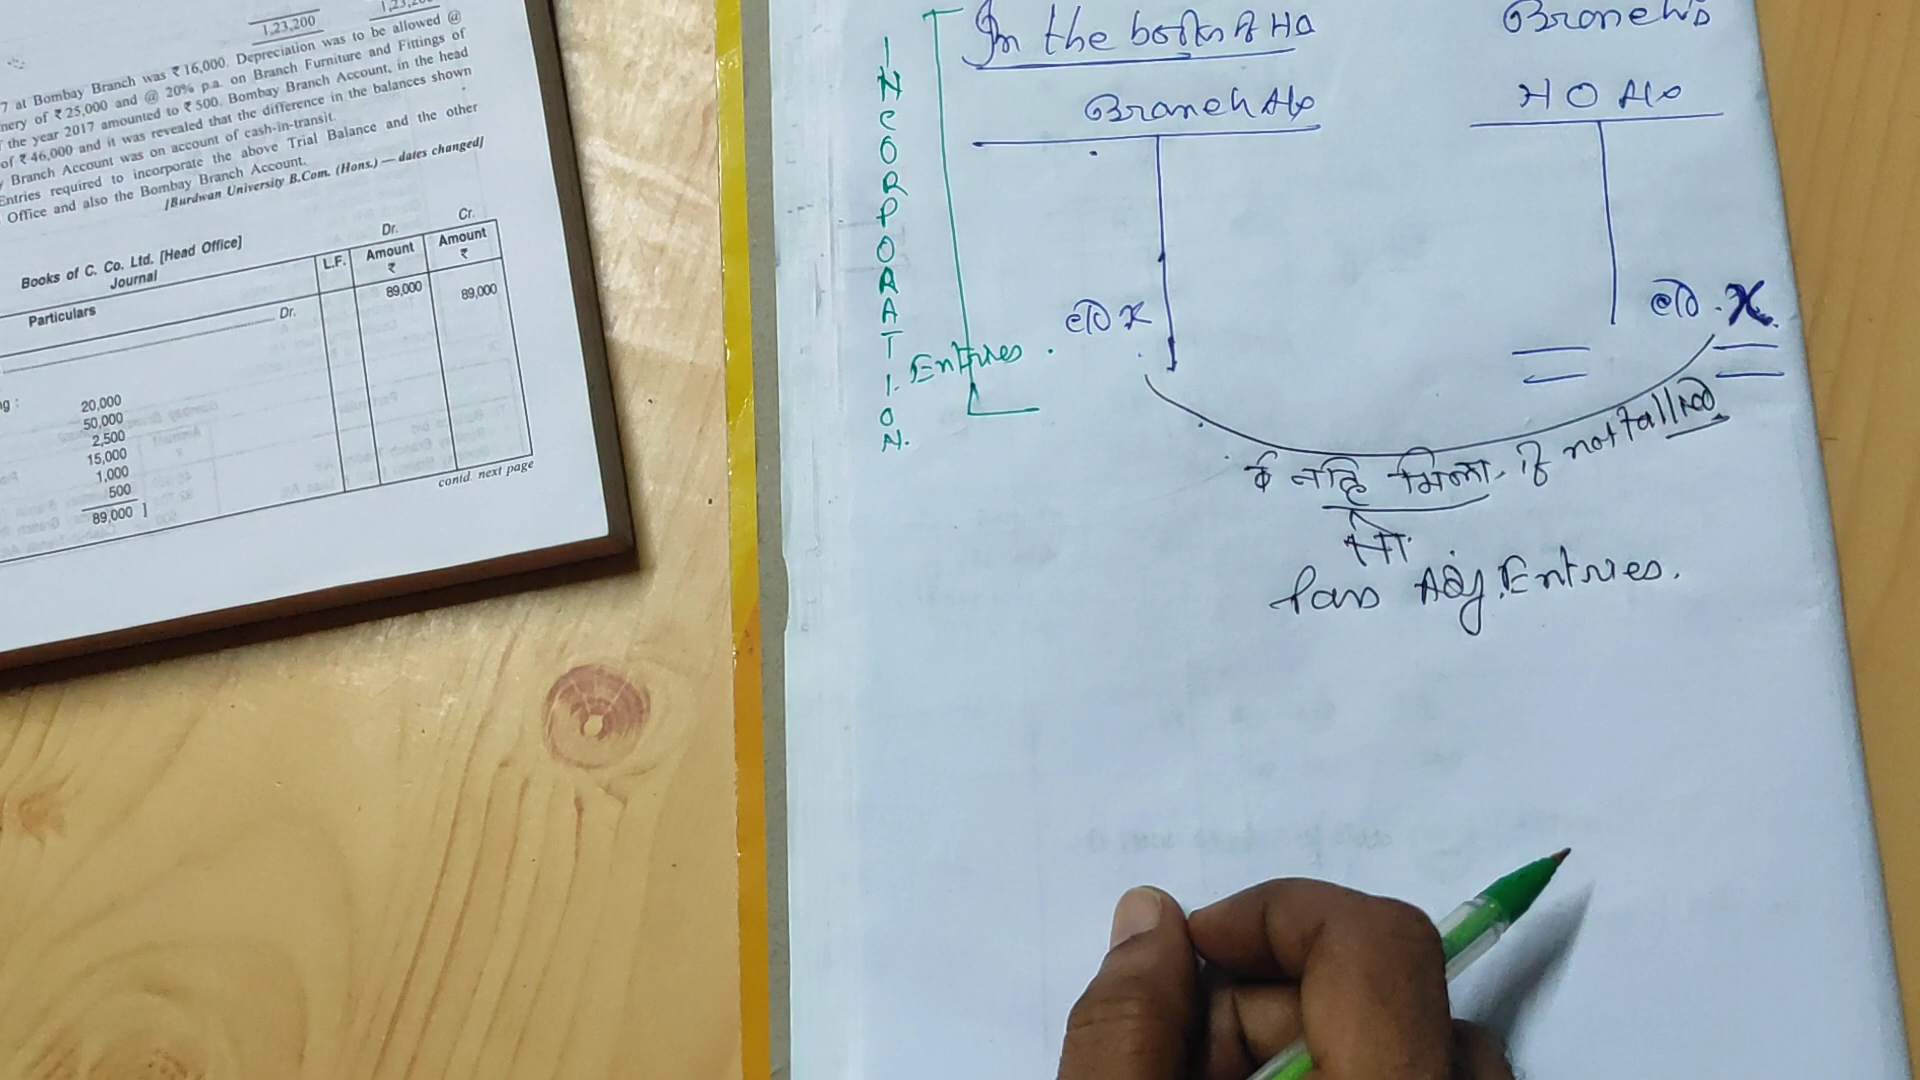 1,23,200
7 at Bombay Branch was ₹ 16,000. Depreciation was to be allowed @
nery of ₹ 25,000 and @ 20% p.a. on Branch Furniture and Fittings of
the year 2017 amounted to ₹ 500. Bombay Branch Account, in the head
of ₹ 46,000 and it was revealed that the difference in the balances shown
Branch Account was on account of cash-in-transit.
Entries required to incorporate the above Trial Balance and the other
Office and also the Bombay Branch Account.
[Burdwan University B.Com. (Hons.) — dates changed]
Books of C. Co. Ltd. [Head Office]
Journal
Dr. Cr.
Particulars L.F. Amount ₹ Amount ₹
Dr. 89,000 89,000
g :
20,000
50,000
2,500
15,000
1,000
500
89,000 ]
contd. next page
In the books of HO
Branch's
Branch A/c
HO A/c
INCORPORATION
Entries.
c/D x
c/D . x.
नहि मिला. if not tallied
तो
Pass Adj. Entries.